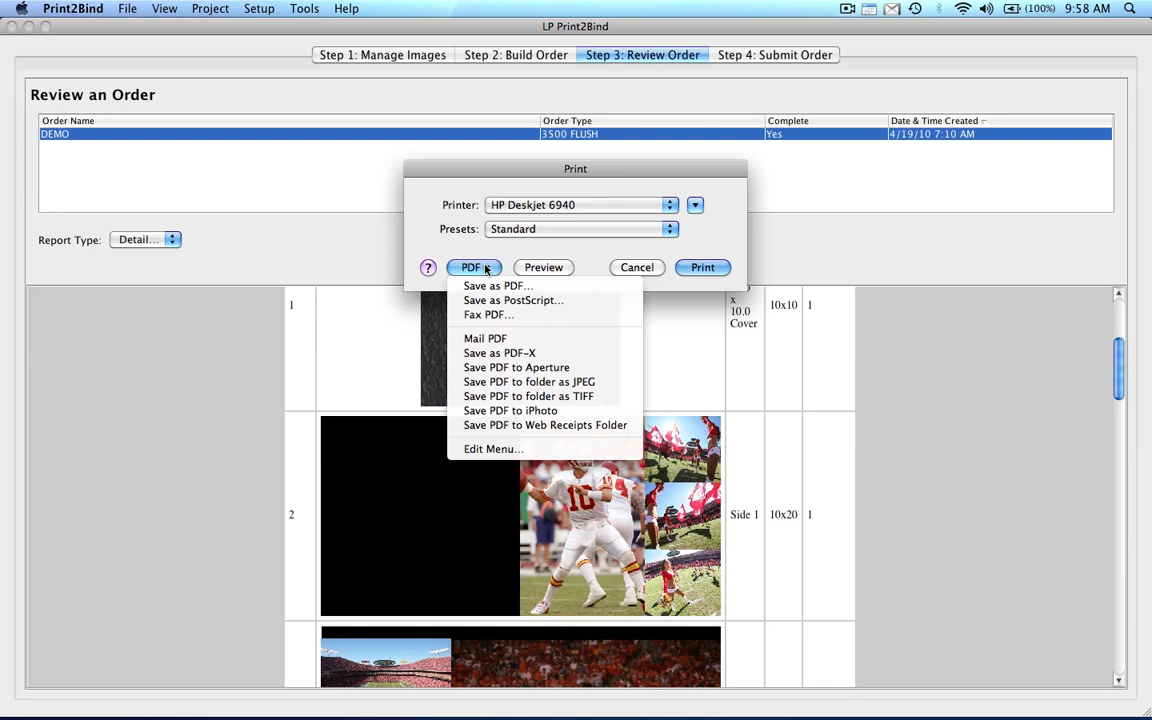 Print2Bind File View Project Setup Tools Help (100%) 9:58 AM
LP Print2Bind
Step 1: Manage Images Step 2: Build Order Step 3: Review Order Step 4: Submit Order
Review an Order
Order Name Order Type Complete Date & Time Created
DEMO 3500 FLUSH Yes 4/19/10 7:10 AM
Print
Printer: HP Deskjet 6940
Presets: Standard
Report Type: Detail...
? PDF Preview Cancel Print
Save as PDF...
Save as PostScript...
Fax PDF...
Mail PDF
Save as PDF-X
Save PDF to Aperture
Save PDF to folder as JPEG
Save PDF to folder as TIFF
Save PDF to iPhoto
Save PDF to Web Receipts Folder
Edit Menu...
1
x
10.0
Cover
10x10 1
10
2 Side 1 10x20 1